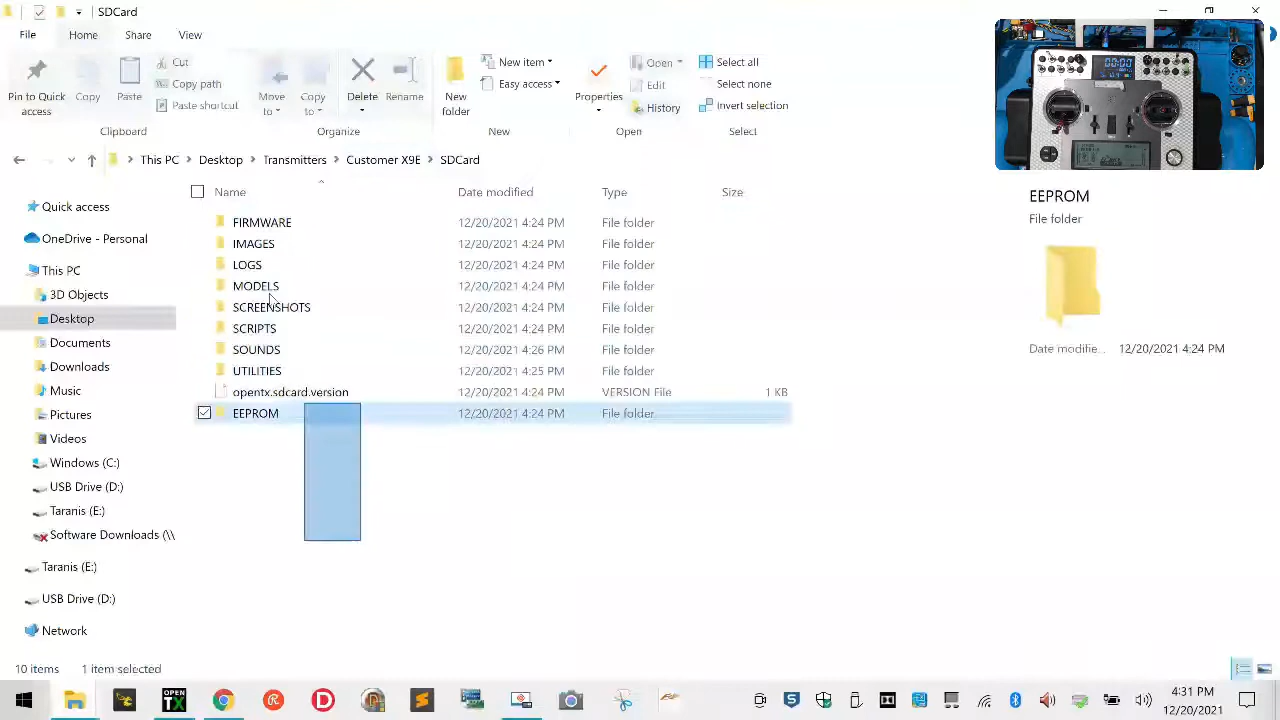 SDCard
File Home Share View
Pin to Quick access
Copy
Paste
Cut
Copy path
Paste shortcut
Move to
Copy to
New folder
New item
Easy access
Properties
Open
Edit
History
Select all
Select none
Invert selection
Clipboard Organize New Open Select
This PC Desktop Transmitters CustomX9E SDCard
Name Date modified Type Size
FIRMWARE 12/20/2021 4:24 PM File folder
IMAGES 12/20/2021 4:24 PM File folder
LOGS 12/20/2021 4:24 PM File folder
MODELS 12/20/2021 4:24 PM File folder
SCREENSHOTS 12/20/2021 4:24 PM File folder
SCRIPTS 12/20/2021 4:24 PM File folder
SOUNDS 12/20/2021 4:26 PM File folder
UTILITIES 12/20/2021 4:25 PM File folder
opentx.sdcard.version 12/20/2021 4:24 PM VERSION File 1 KB
EEPROM 12/20/2021 4:24 PM File folder
Quick access
OneDrive - Personal
This PC
3D Objects
Desktop
Documents
Downloads
Music
Pictures
Videos
Windows (C:)
USB Drive (D:)
Taranis (E:)
Software Downloads (\\
Taranis (E:)
USB Drive (D:)
Network
00:00
EEPROM
File folder
Date modifie... 12/20/2021 4:24 PM
10 items 1 item selected
OPEN
TX
4:31 PM
12/20/2021